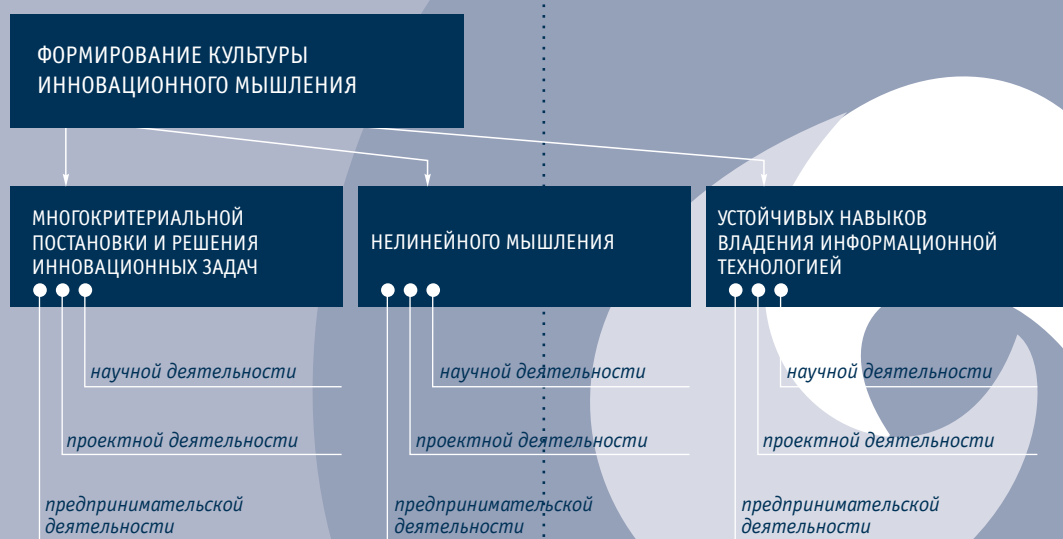 ФОРМИРОВАНИЕ КУЛЬТУРЫ
ИННОВАЦИОННОГО МЫШЛЕНИЯ
МНОГОКРИТЕРИАЛЬНОЙ
ПОСТАНОВКИ И РЕШЕНИЯ
ИННОВАЦИОННЫХ ЗАДАЧ
научной деятельности
проектной деятельности
предпринимательской
деятельности
НЕЛИНЕЙНОГО МЫШЛЕНИЯ
научной деятельности
проектной деятельности
предпринимательской
деятельности
УСТОЙЧИВЫХ НАВЫКОВ
ВЛАДЕНИЯ ИНФОРМАЦИОННОЙ
ТЕХНОЛОГИЕЙ
научной деятельности
проектной деятельности
предпринимательской
деятельности